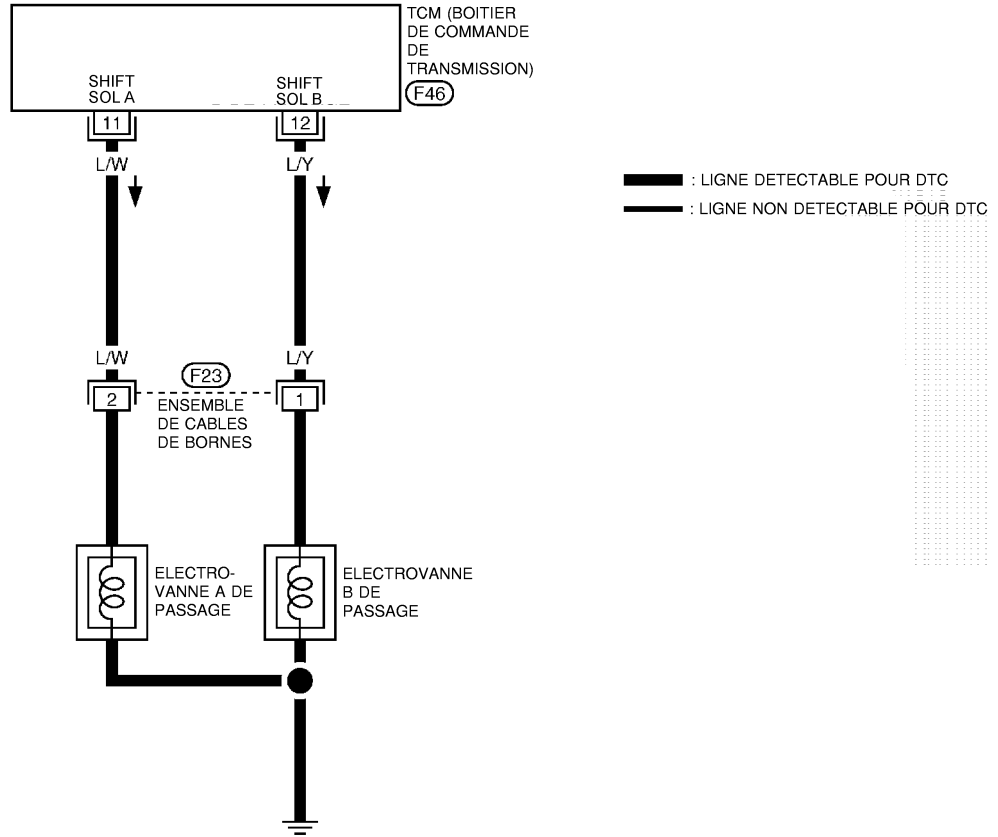 TCM (BOITIER
DE COMMANDE
DE
TRANSMISSION)
F46
SHIFT
SOL A
SHIFT
SOL B
11
12
L/W
L/Y
: LIGNE DETECTABLE POUR DTC
: LIGNE NON DETECTABLE POUR DTC
L/W
L/Y
F23
2
1
ENSEMBLE
DE CABLES
DE BORNES
ELECTRO-
VANNE A DE
PASSAGE
ELECTROVANNE
B DE
PASSAGE